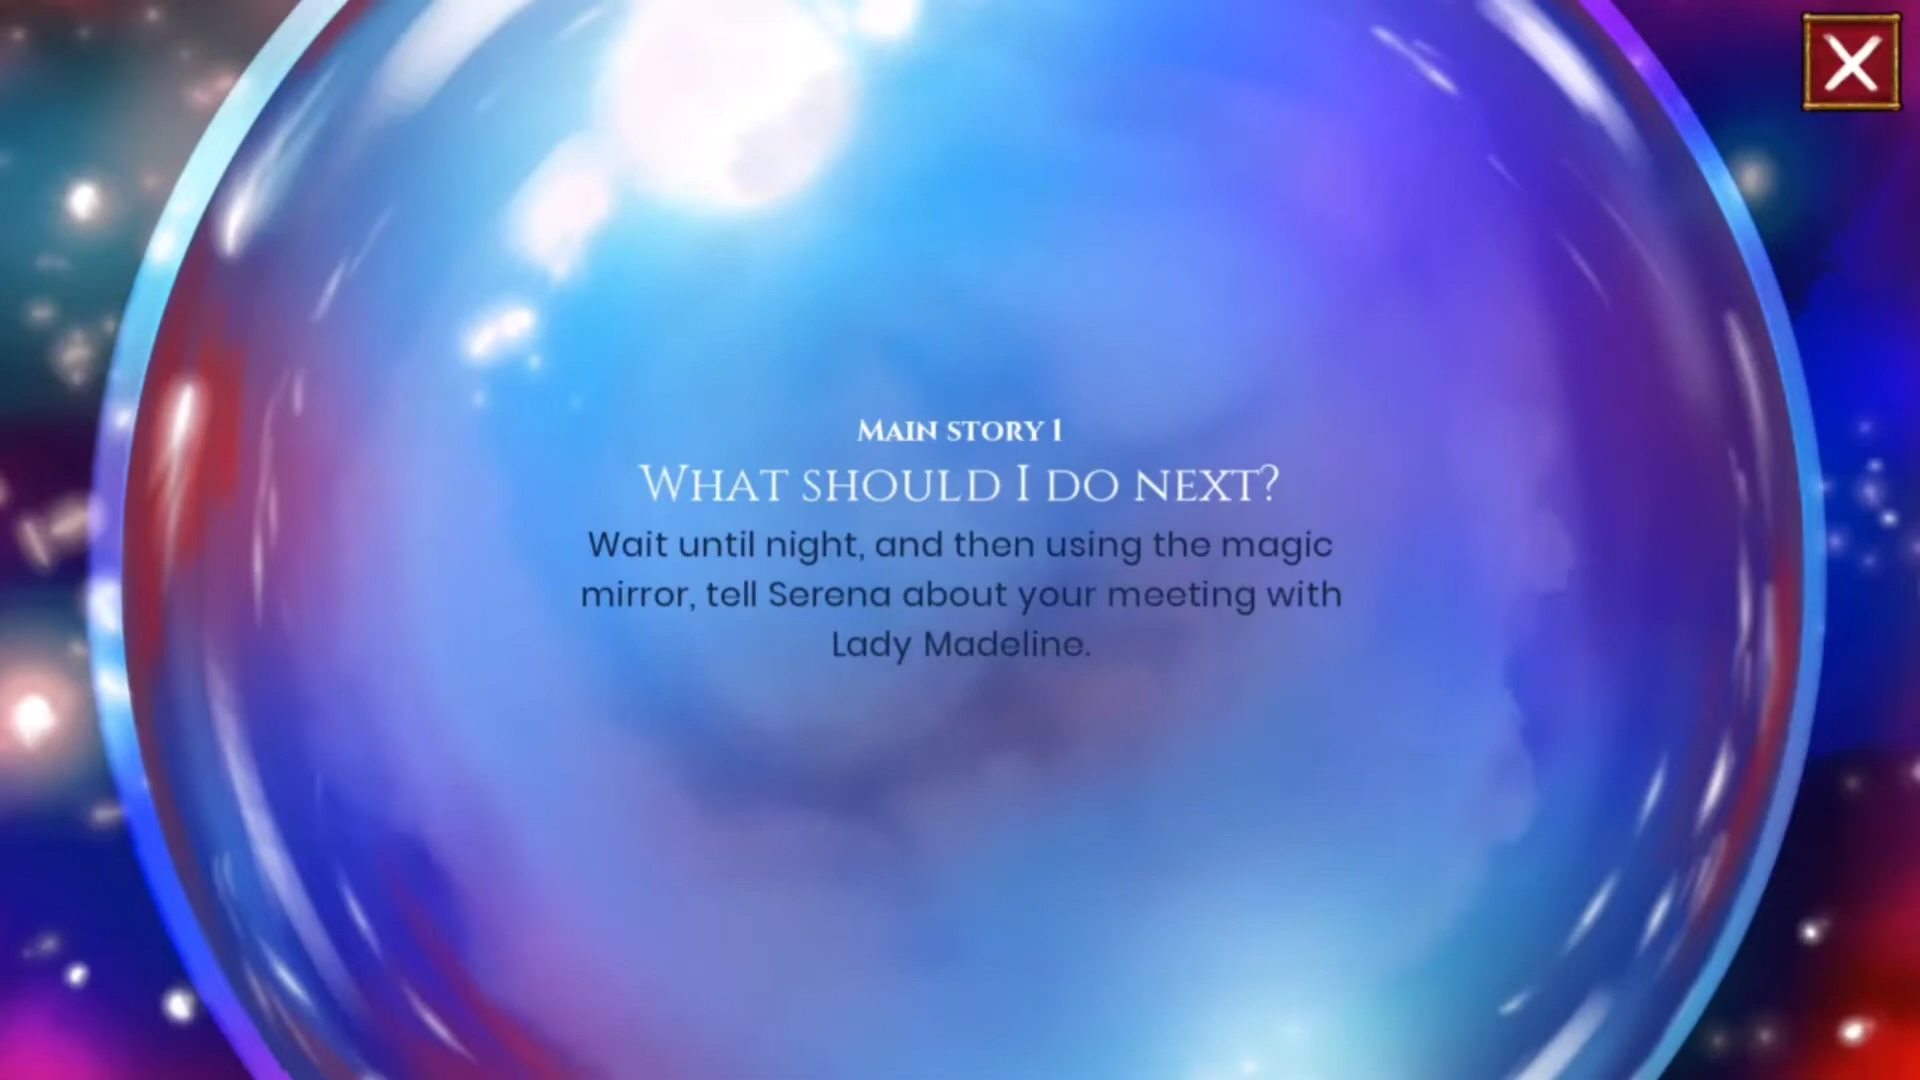 Main story 1
What should I do next?
Wait until night, and then using the magic
mirror, tell Serena about your meeting with
Lady Madeline.